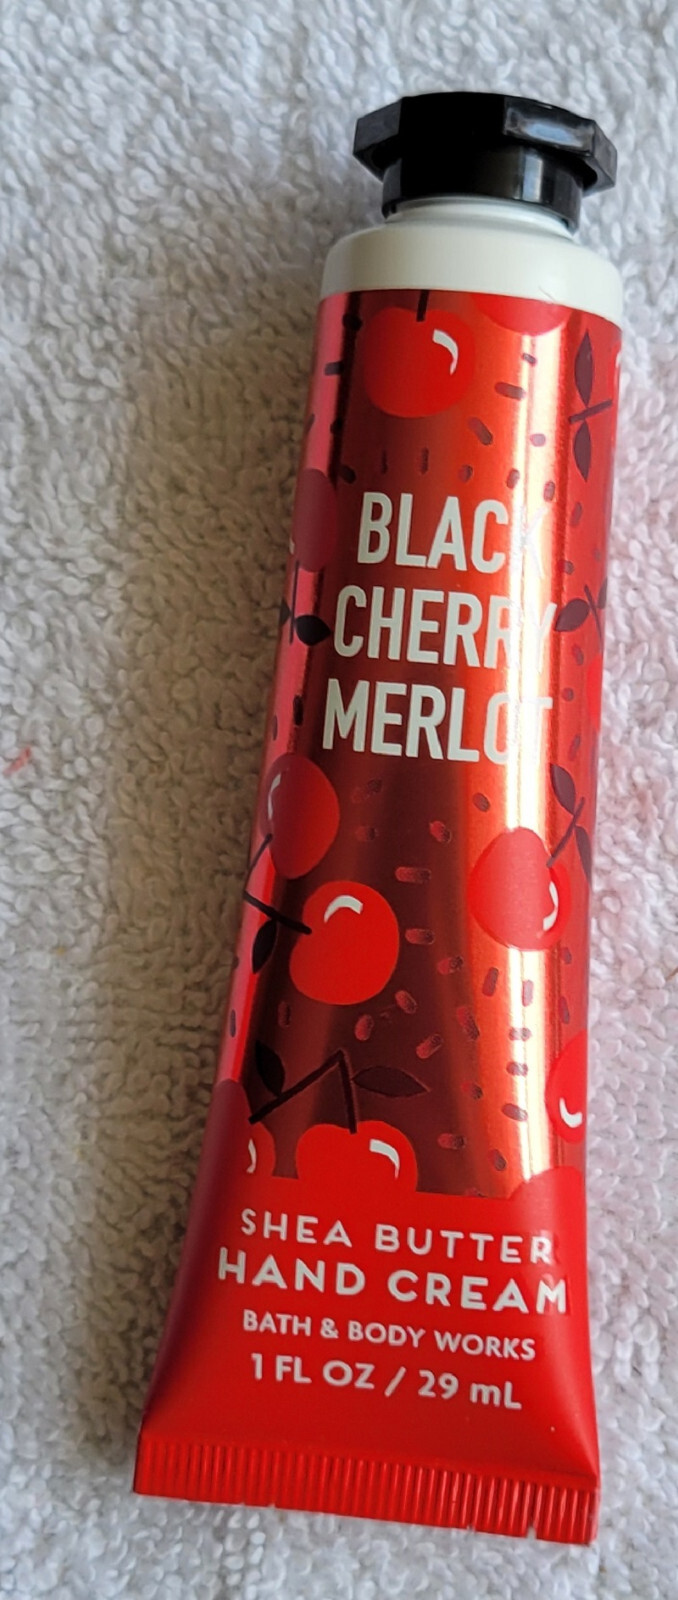 BLACK
CHERRY
MERLOT
SHEA BUTTER
HAND CREAM
BATH & BODY WORKS
1 FL OZ / 29 mL